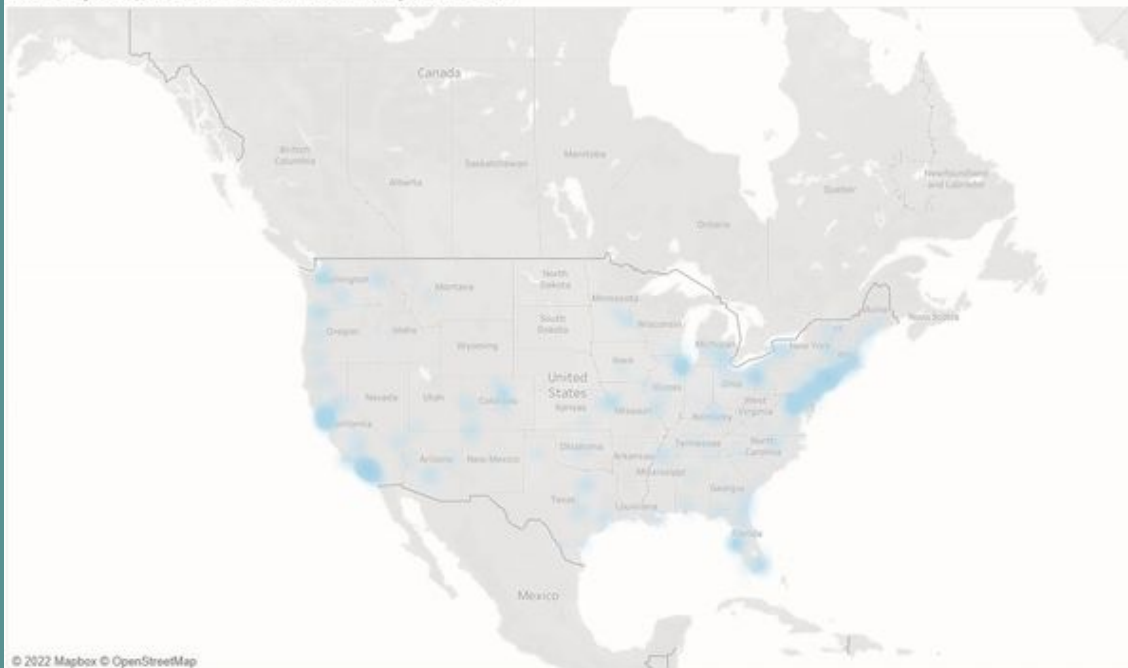 Canada
British
Columbia
Alberta
Saskatchewan
Manitoba
Ontario
Quebec
Newfoundland
and Labrador
Nova Scotia
Maine
Washington
Montana
North
Dakota
Minnesota
Oregon
Idaho
South
Dakota
Wisconsin
Michigan
New York
Wyoming
Iowa
United
States
Nevada
Utah
Colorado
Kansas
Missouri
Illinois
Ohio
West
Virginia
Kentucky
California
Arizona
New Mexico
Oklahoma
Arkansas
Tennessee
North
Carolina
Mississippi
Georgia
Texas
Louisiana
Florida
Mexico
© 2022 Mapbox © OpenStreetMap